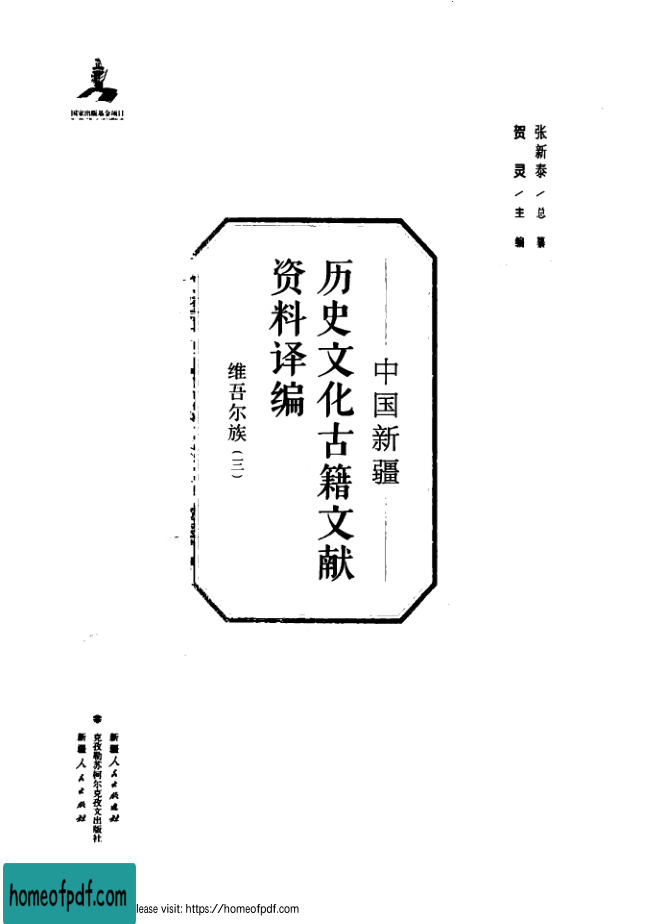 国家出版基金项目
张新泰/总纂
贺灵/主编
中国新疆
历史文化古籍文献
资料译编
维吾尔族(三)
新疆人民出版总社
克孜勒苏柯尔克孜文出版社
新疆人民出版社
homeofpdf.com
lease visit: https://homeofpdf.com